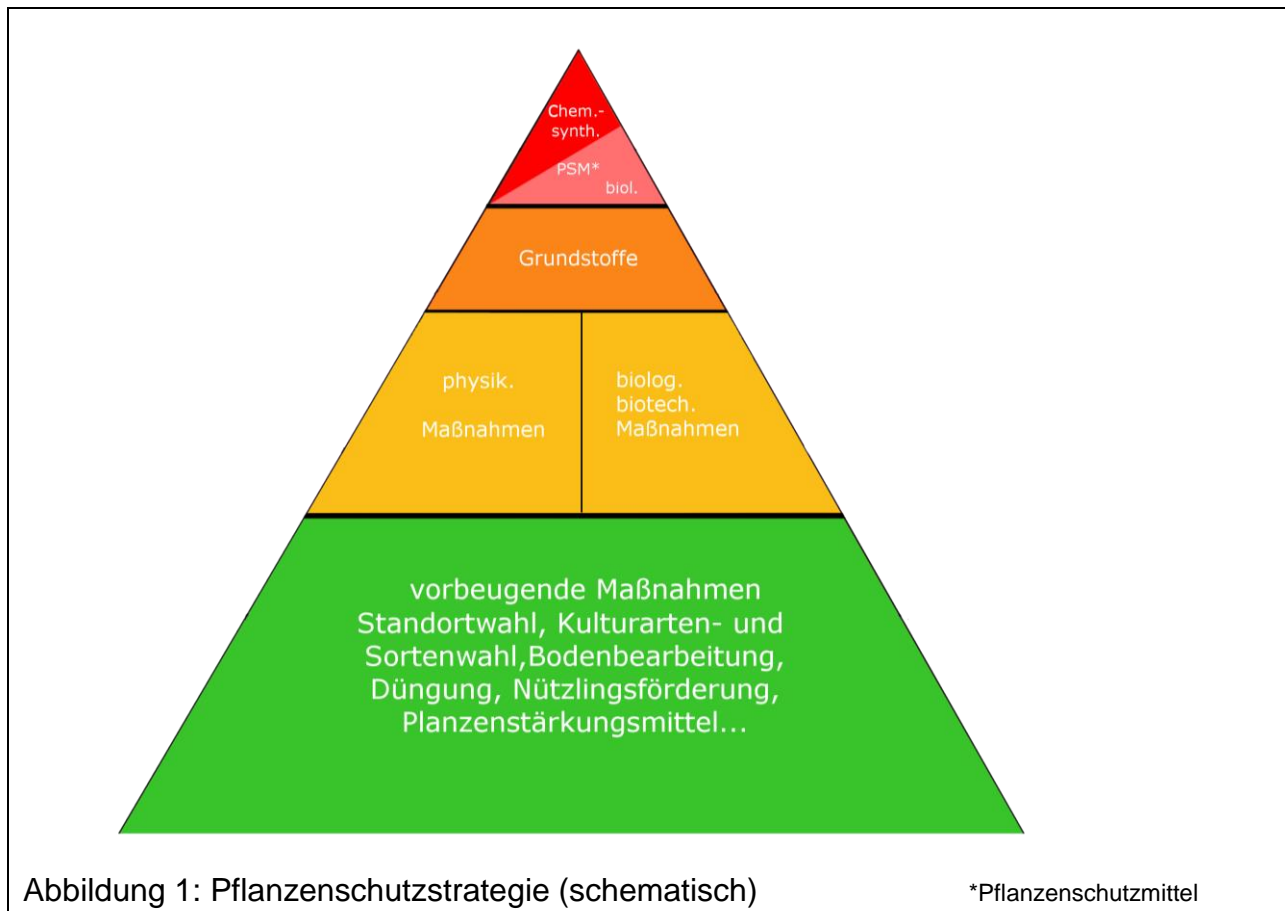 Chem.-
synth.
PSM*
biol.
Grundstoffe
physik.
Maßnahmen
biolog.
biotech.
Maßnahmen
vorbeugende Maßnahmen
Standortwahl, Kulturarten- und
Sortenwahl,Bodenbearbeitung,
Düngung, Nützlingsförderung,
Planzenstärkungsmittel...
Abbildung 1: Pflanzenschutzstrategie (schematisch) *Pflanzenschutzmittel